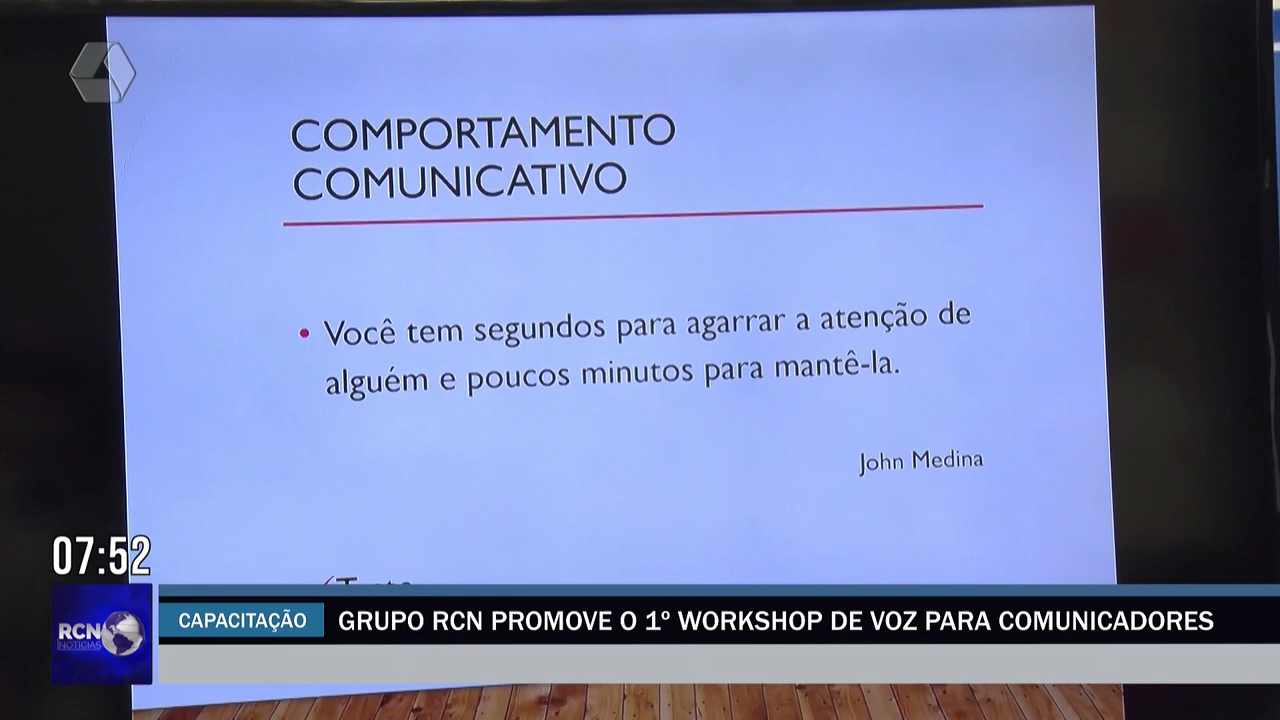 COMPORTAMENTO
COMUNICATIVO
• Você tem segundos para agarrar a atenção de
alguém e poucos minutos para mantê-la.
John Medina
07:52
RCN
NOTÍCIAS
CAPACITAÇÃO
GRUPO RCN PROMOVE O 1º WORKSHOP DE VOZ PARA COMUNICADORES